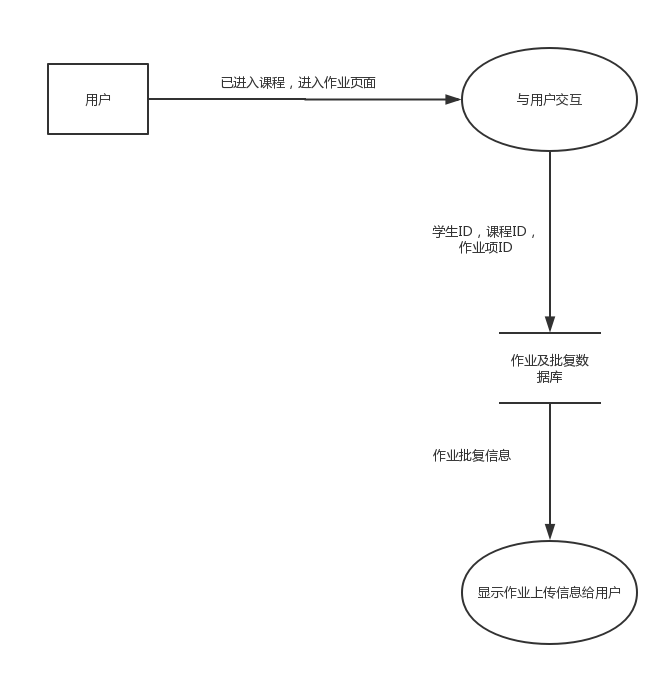 已进入课程，进入作业页面
用户
与用户交互
学生ID，课程ID，
作业项ID
作业及批复数
据库
作业批复信息
显示作业上传信息给用户